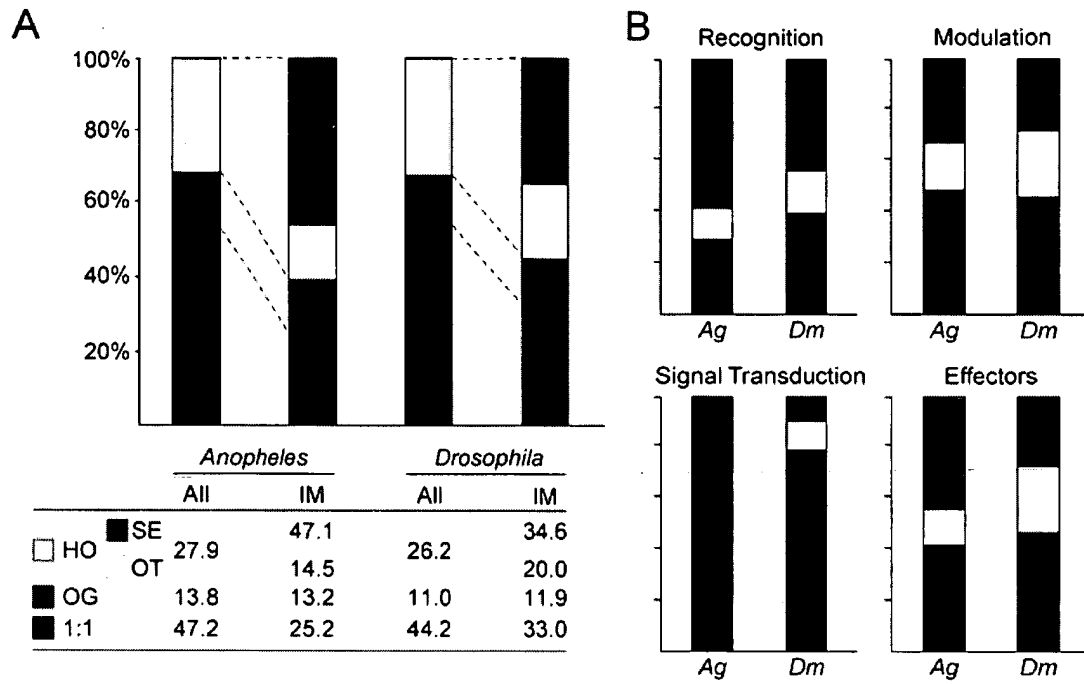 A
100%
80%
60%
40%
20%
Anopheles Drosophila
All IM All IM
SE 47.1 34.6
HO 27.9 26.2
OT 14.5 20.0
OG 13.8 13.2 11.0 11.9
1:1 47.2 25.2 44.2 33.0
B
Recognition Modulation
Ag Dm Ag Dm
Signal Transduction Effectors
Ag Dm Ag Dm